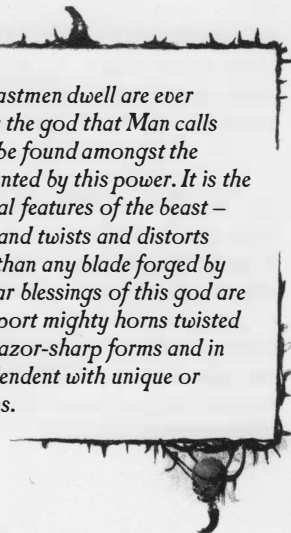 astmen dwell are ever
the god that Man calls
be found amongst the
nted by this power. It is the
al features of the beast –
and twists and distorts
than any blade forged by
ar blessings of this god are
port mighty horns twisted
azor-sharp forms and in
endent with unique or
s.